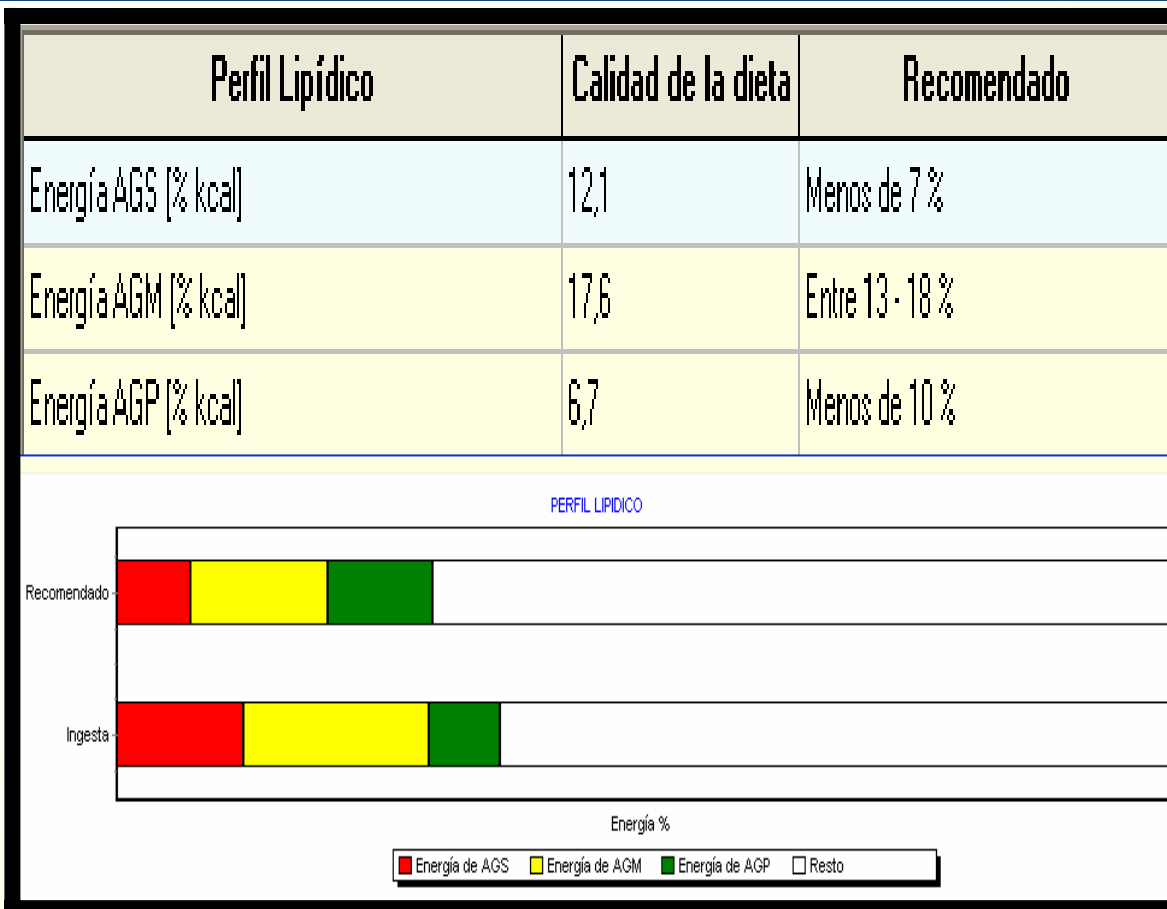 Perfil Lipídico Calidad de la dieta Recomendado
Energía AGS [% kcal] 12,1 Menos de 7 %
Energía AGM [% kcal] 17,6 Entre 13 - 18 %
Energía AGP [% kcal] 6,7 Menos de 10 %
PERFIL LIPIDICO
Recomendado
Ingesta
Energía %
Energía de AGS Energía de AGM Energía de AGP Resto